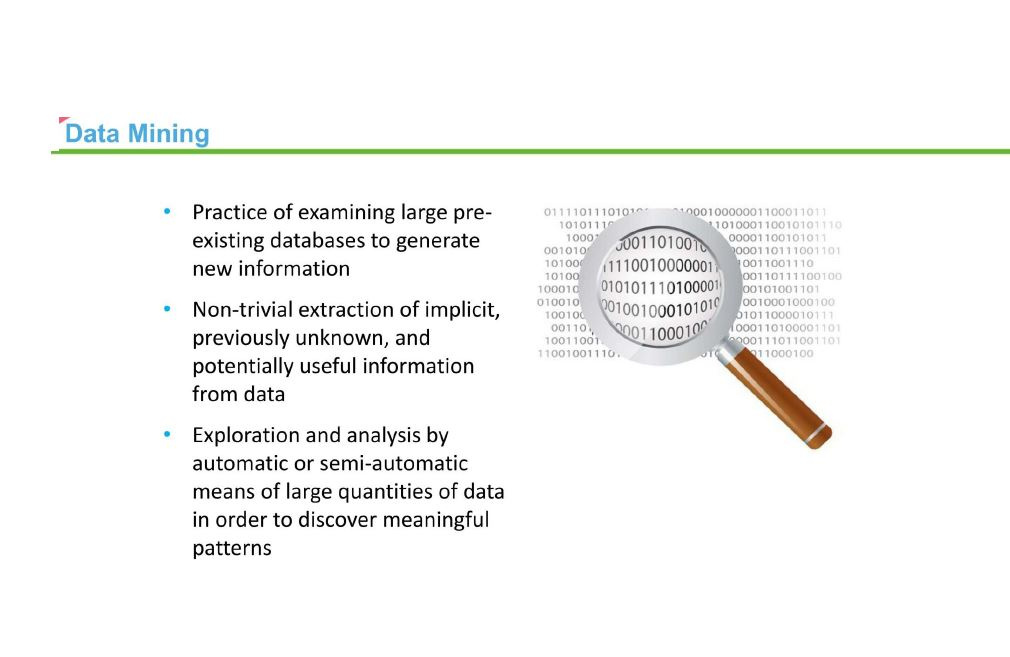 Data Mining
• Practice of examining large pre-
existing databases to generate
new information
• Non-trivial extraction of implicit,
previously unknown, and
potentially useful information
from data
• Exploration and analysis by
automatic or semi-automatic
means of large quantities of data
in order to discover meaningful
patterns